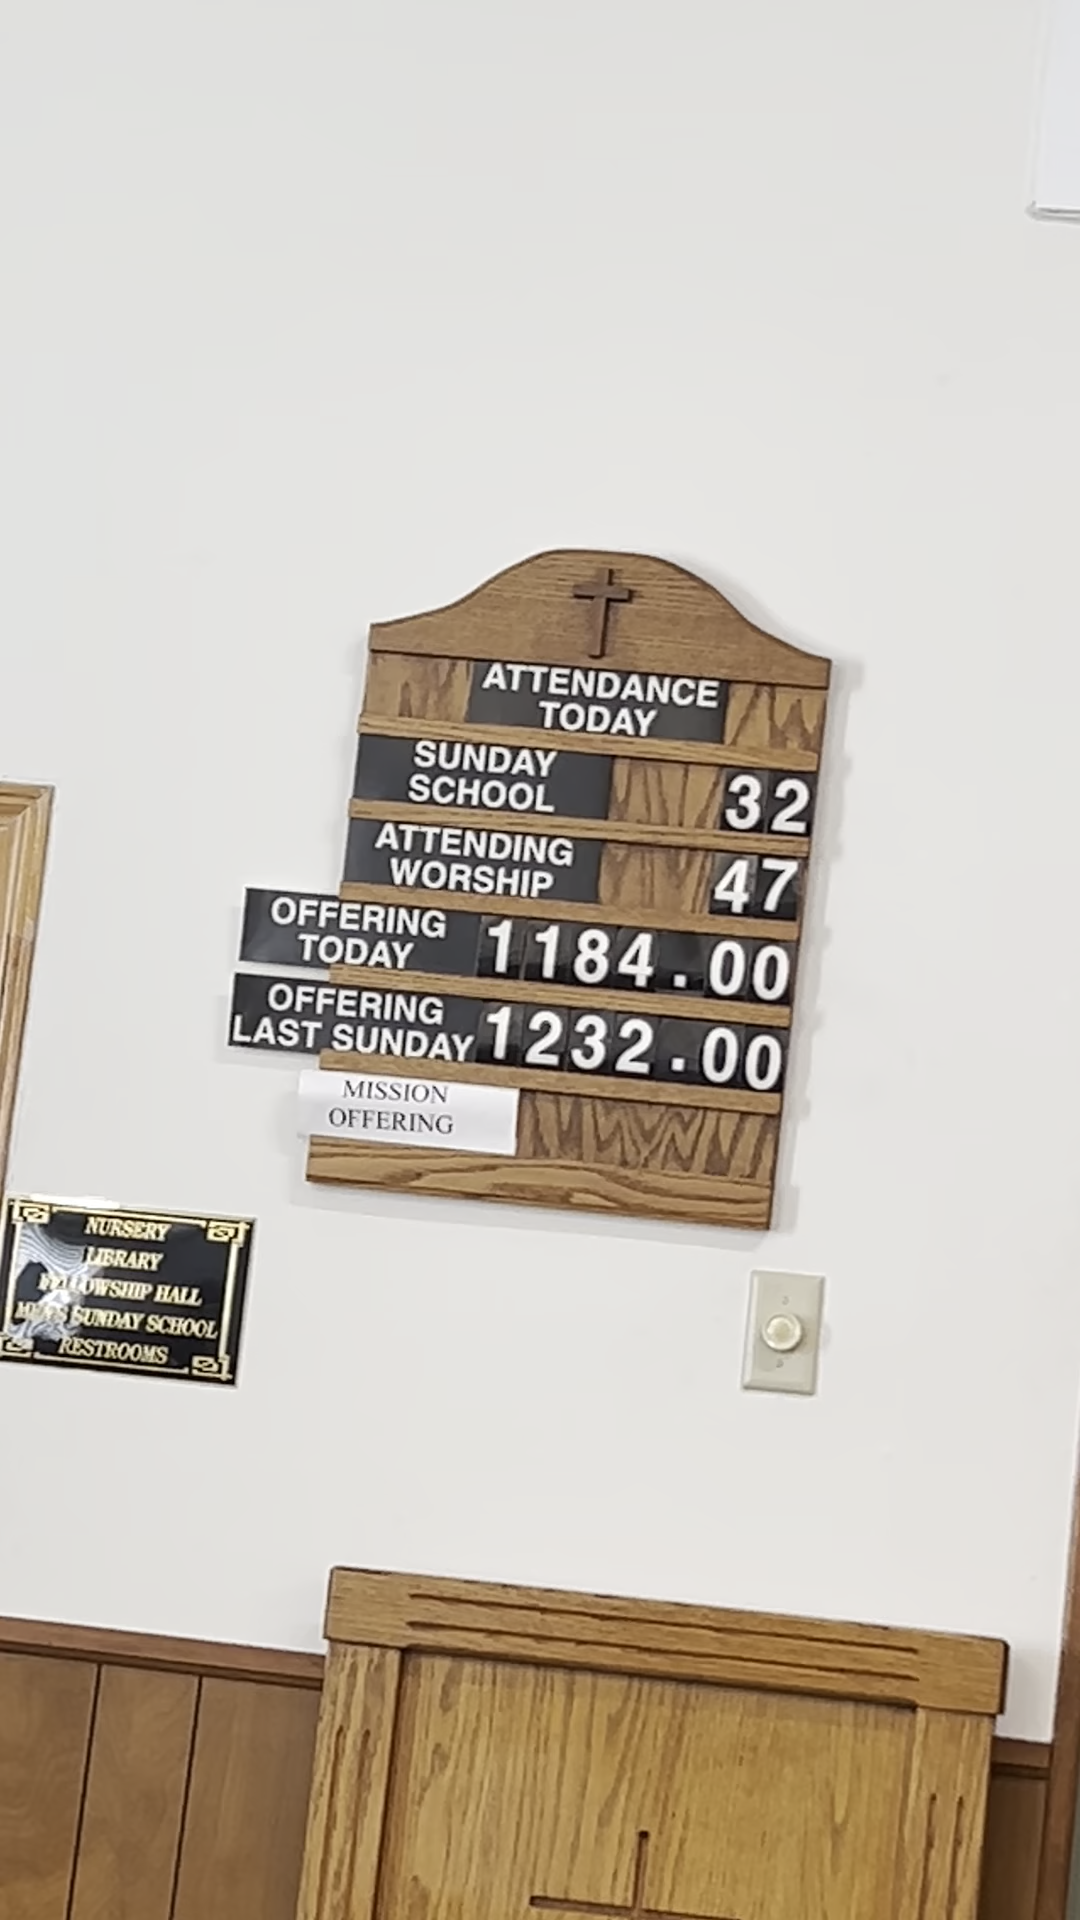 ATTENDANCE
TODAY
SUNDAY
SCHOOL
32
ATTENDING
WORSHIP
47
OFFERING
TODAY
1184.00
OFFERING
LAST SUNDAY
1232.00
MISSION
OFFERING
NURSERY
LIBRARY
FELLOWSHIP HALL
MEN'S SUNDAY SCHOOL
RESTROOMS